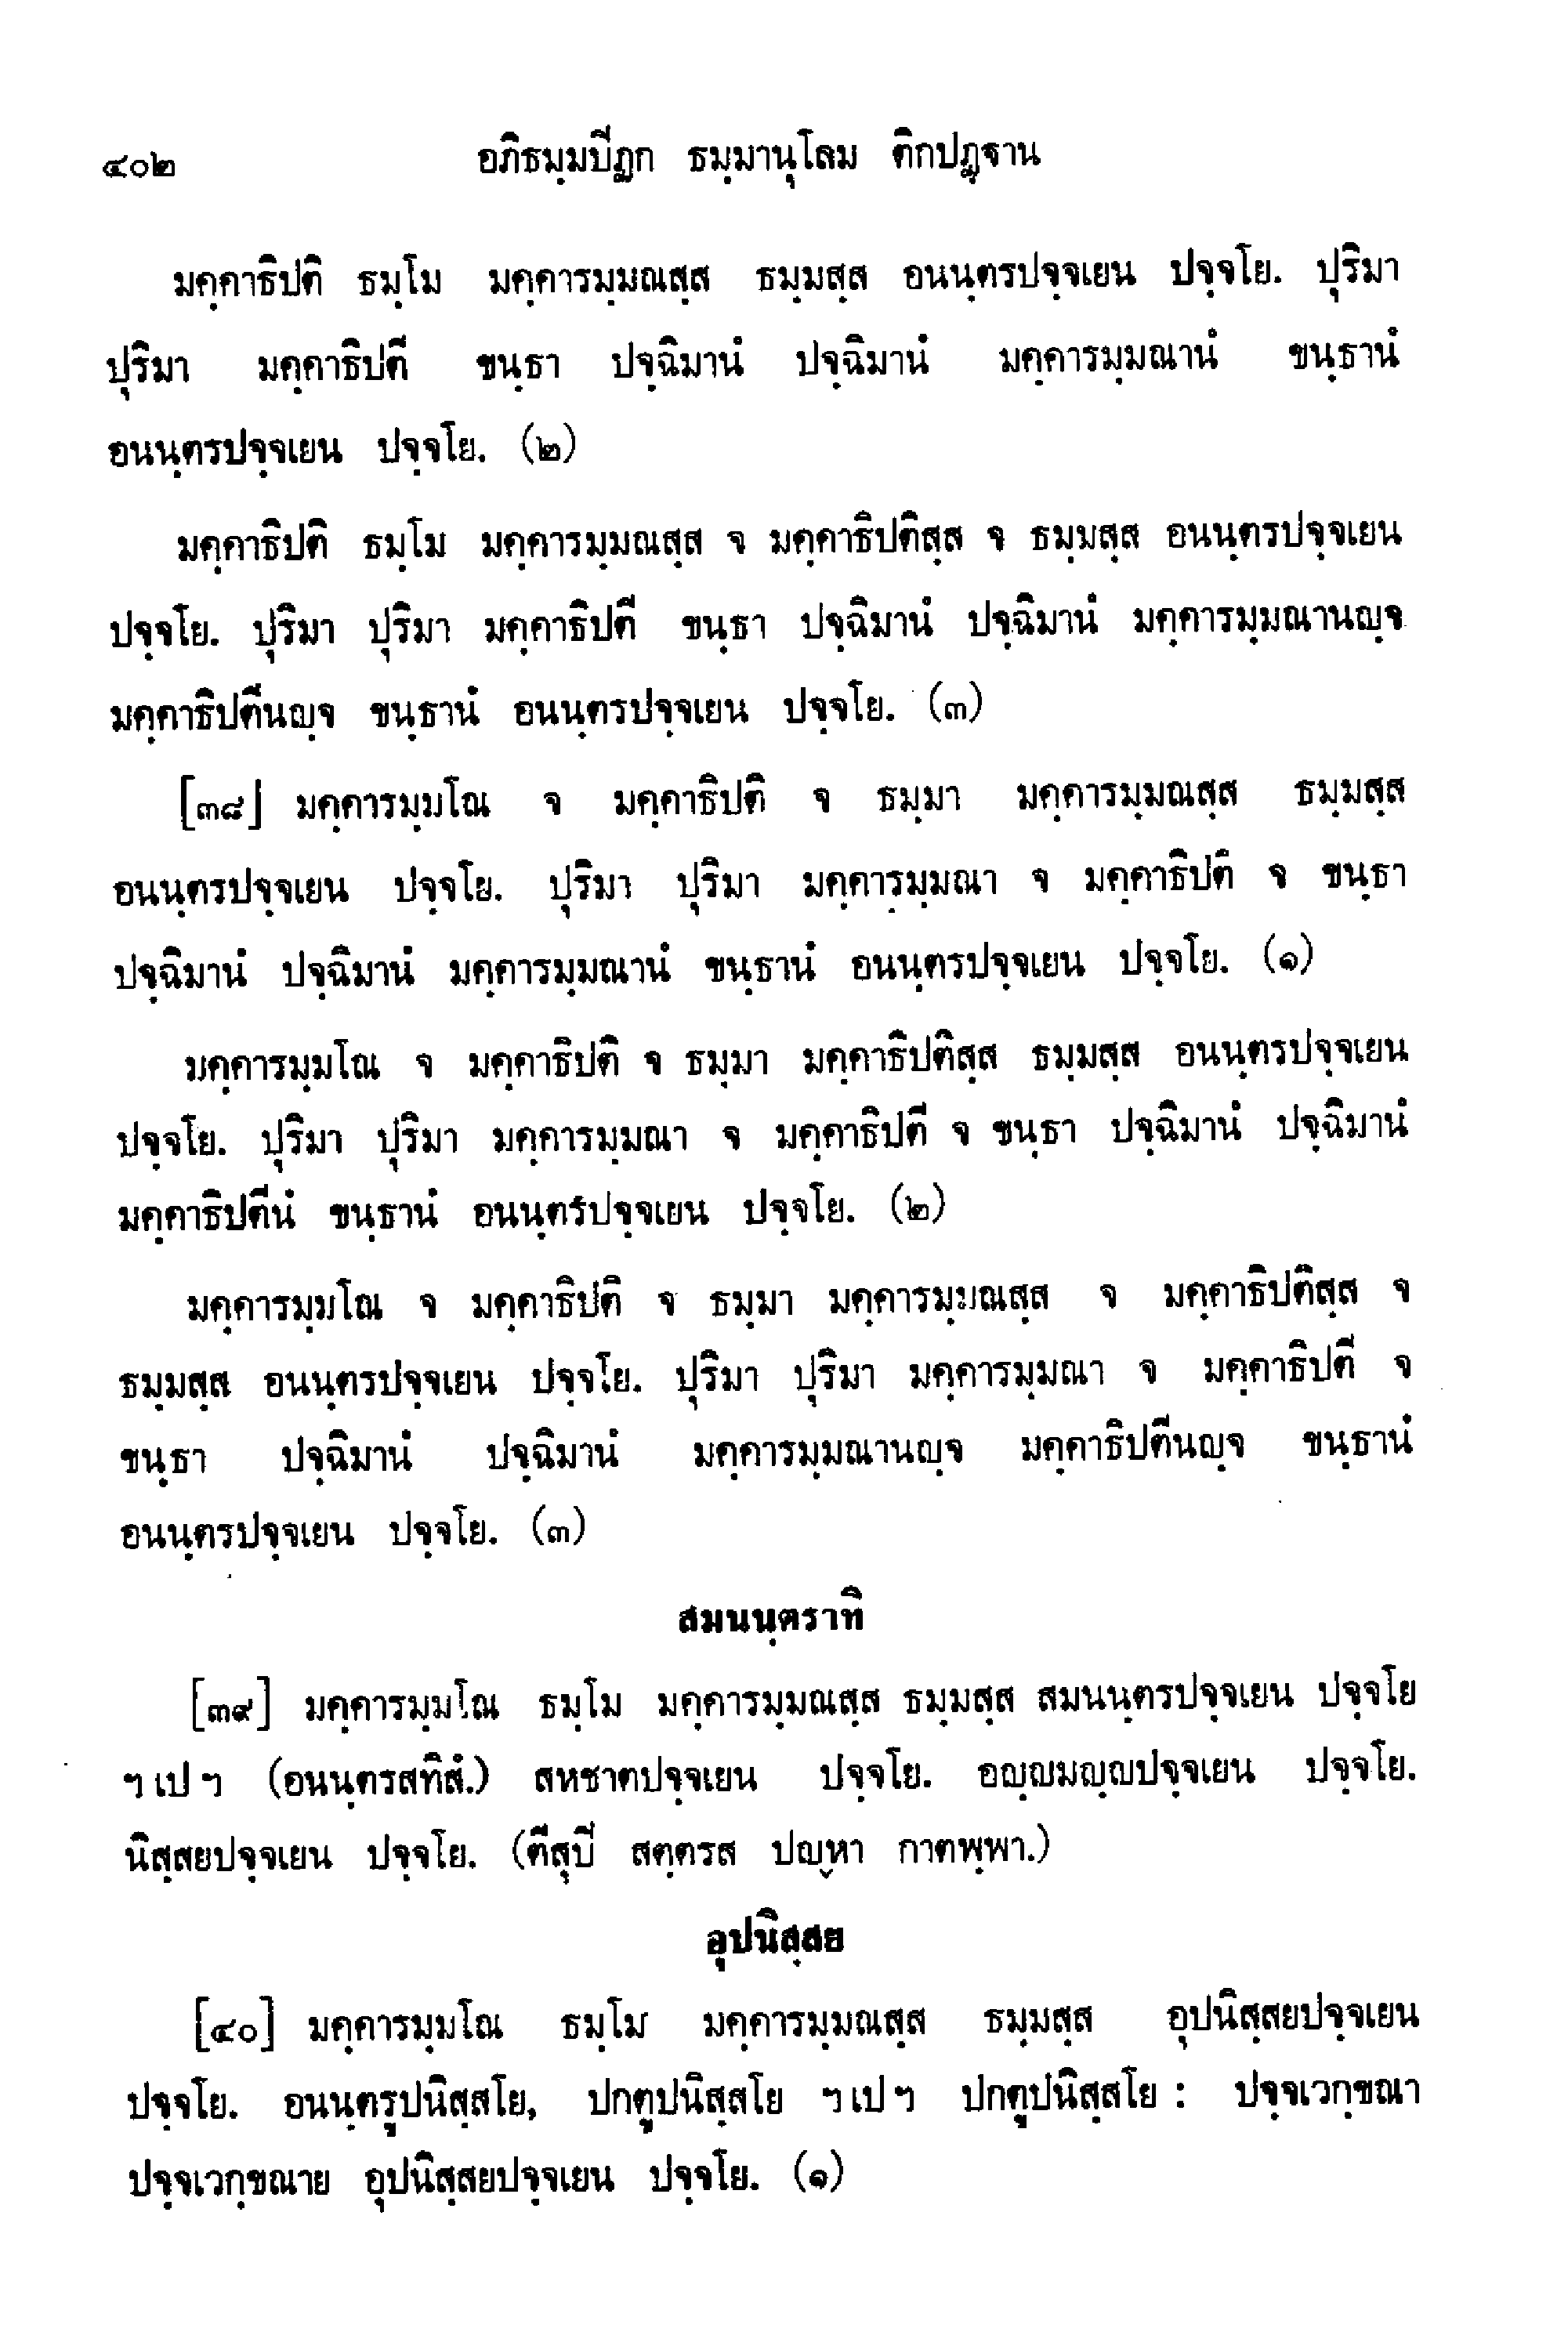 ๔๐๒ อภิธมฺมปิฏก ธมฺมานุโลม ติกปฏฺฐาน
มคฺคาธิปติ ธมฺโม มคฺคารมฺมณสฺส ธมฺมสฺส อนนฺตรปจฺจเยน ปจฺจโย. ปุริมา
ปุริมา มคฺคาธิปตี ขนฺธา ปจฺฉิมานํ ปจฺฉิมานํ มคฺคารมฺมณานํ ขนฺธานํ
อนนฺตรปจฺจเยน ปจฺจโย. (๒)
มคฺคาธิปติ ธมฺโม มคฺคารมฺมณสฺส จ มคฺคาธิปติสฺส จ ธมฺมสฺส อนนฺตรปจฺจเยน
ปจฺจโย. ปุริมา ปุริมา มคฺคาธิปตี ขนฺธา ปจฺฉิมานํ ปจฺฉิมานํ มคฺคารมฺมณานญฺจ
มคฺคาธิปตีนญฺจ ขนฺธานํ อนนฺตรปจฺจเยน ปจฺจโย. (๓)
[๓๘] มคฺคารมฺมโณ จ มคฺคาธิปติ จ ธมฺมา มคฺคารมฺมณสฺส ธมฺมสฺส
อนนฺตรปจฺจเยน ปจฺจโย. ปุริมา ปุริมา มคฺคารมฺมณา จ มคฺคาธิปติ จ ขนฺธา
ปจฺฉิมานํ ปจฺฉิมานํ มคฺคารมฺมณานํ ขนฺธานํ อนนฺตรปจฺจเยน ปจฺจโย. (๑)
มคฺคารมฺมโณ จ มคฺคาธิปติ จ ธมฺมา มคฺคาธิปติสฺส ธมฺมสฺส อนนฺตรปจฺจเยน
ปจฺจโย. ปุริมา ปุริมา มคฺคารมฺมณา จ มคฺคาธิปตี จ ขนฺธา ปจฺฉิมานํ ปจฺฉิมานํ
มคฺคาธิปตีนํ ขนฺธานํ อนนฺตรปจฺจเยน ปจฺจโย. (๒)
มคฺคารมฺมโณ จ มคฺคาธิปติ จ ธมฺมา มคฺคารมฺมณสฺส จ มคฺคาธิปติสฺส จ
ธมฺมสฺส อนนฺตรปจฺจเยน ปจฺจโย. ปุริมา ปุริมา มคฺคารมฺมณา จ มคฺคาธิปตี จ
ขนฺธา ปจฺฉิมานํ ปจฺฉิมานํ มคฺคารมฺมณานญฺจ มคฺคาธิปตีนญฺจ ขนฺธานํ
อนนฺตรปจฺจเยน ปจฺจโย. (๓)
สมนนฺตราทิ
[๓๙] มคฺคารมฺมโณ ธมฺโม มคฺคารมฺมณสฺส ธมฺมสฺส สมนนฺตรปจฺจเยน ปจฺจโย
ฯ เป ฯ (อนนฺตรสทิสํ.) สหชาตปจฺจเยน ปจฺจโย. อญฺญมญฺญปจฺจเยน ปจฺจโย.
นิสฺสยปจฺจเยน ปจฺจโย. (ตีสุปิ สตฺตรส ปญฺหา กาตพฺพา.)
อุปนิสฺสย
[๔๐] มคฺคารมฺมโณ ธมฺโม มคฺคารมฺมณสฺส ธมฺมสฺส อุปนิสฺสยปจฺจเยน
ปจฺจโย. อนนฺตรูปนิสฺสโย, ปกตูปนิสฺสโย ฯ เป ฯ ปกตูปนิสฺสโย : ปจฺจเวกฺขณา
ปจฺจเวกฺขณาย อุปนิสฺสยปจฺจเยน ปจฺจโย. (๑)